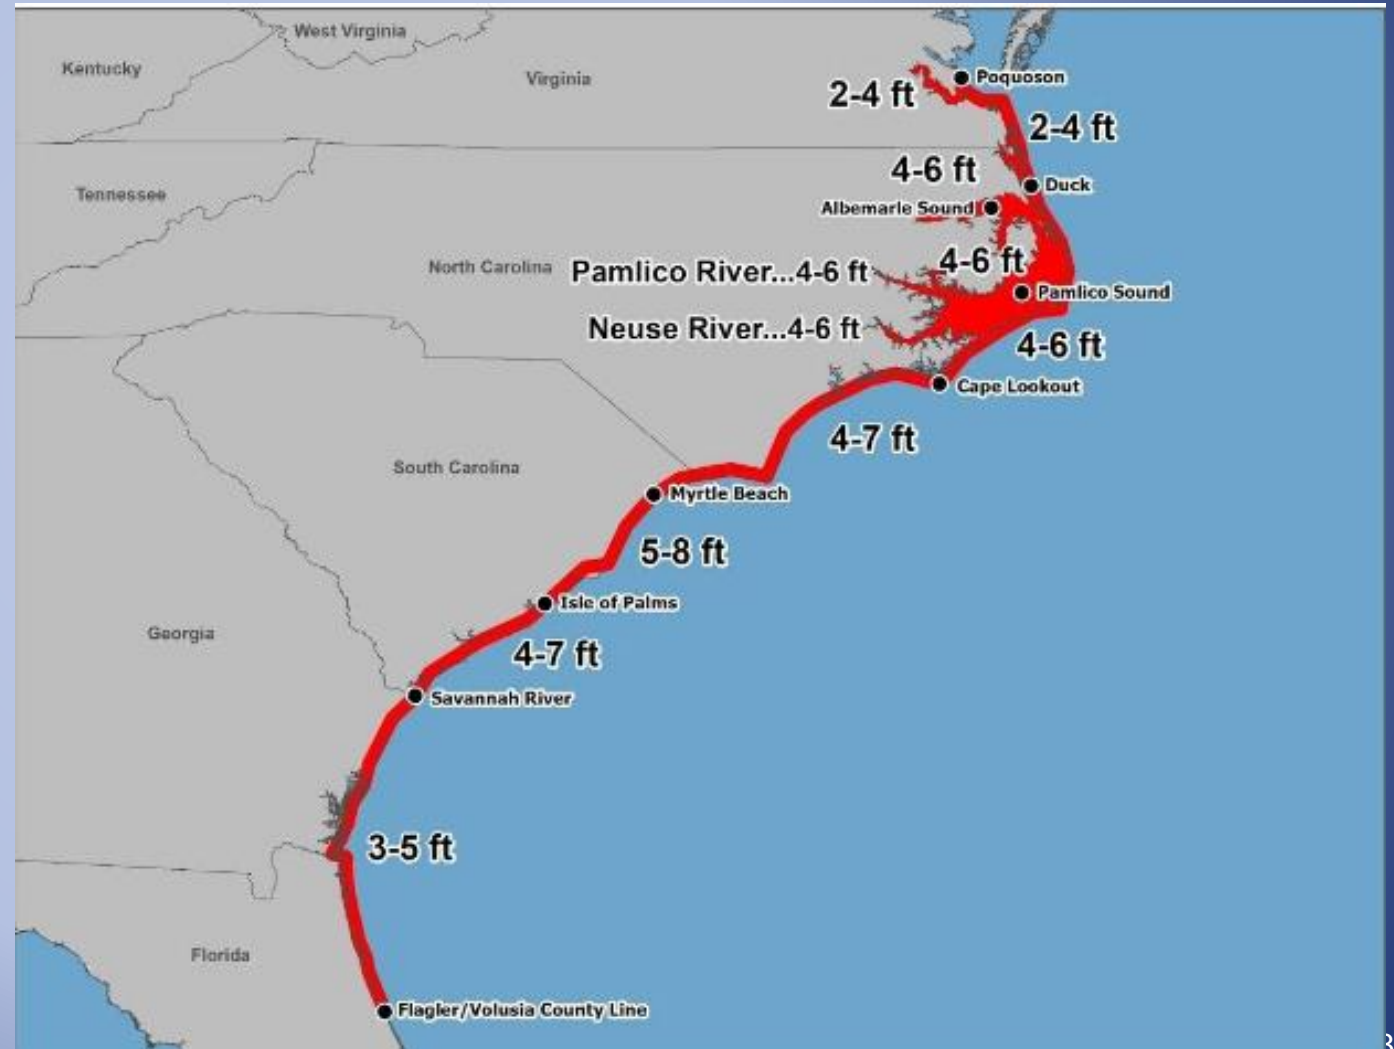 West Virginia
Kentucky
Virginia
Poquoson
2-4 ft
2-4 ft
4-6 ft
Tennessee
Duck
Albemarle Sound
North Carolina
Pamlico River...4-6 ft
4-6 ft
Pamlico Sound
Neuse River...4-6 ft
4-6 ft
Cape Lookout
4-7 ft
South Carolina
Myrtle Beach
5-8 ft
Isle of Palms
Georgia
4-7 ft
Savannah River
3-5 ft
Florida
Flagler/Volusia County Line